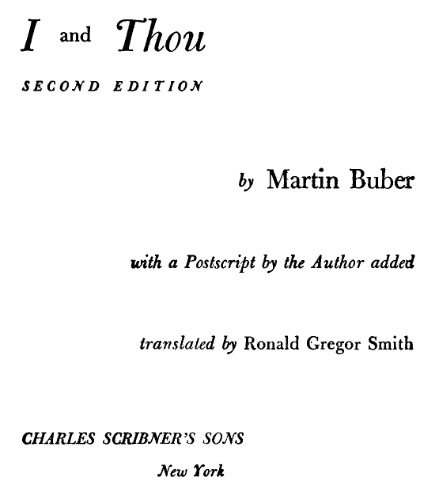 I and Thou
SECOND EDITION
by Martin Buber
with a Postscript by the Author added
translated by Ronald Gregor Smith
CHARLES SCRIBNER'S SONS
New York